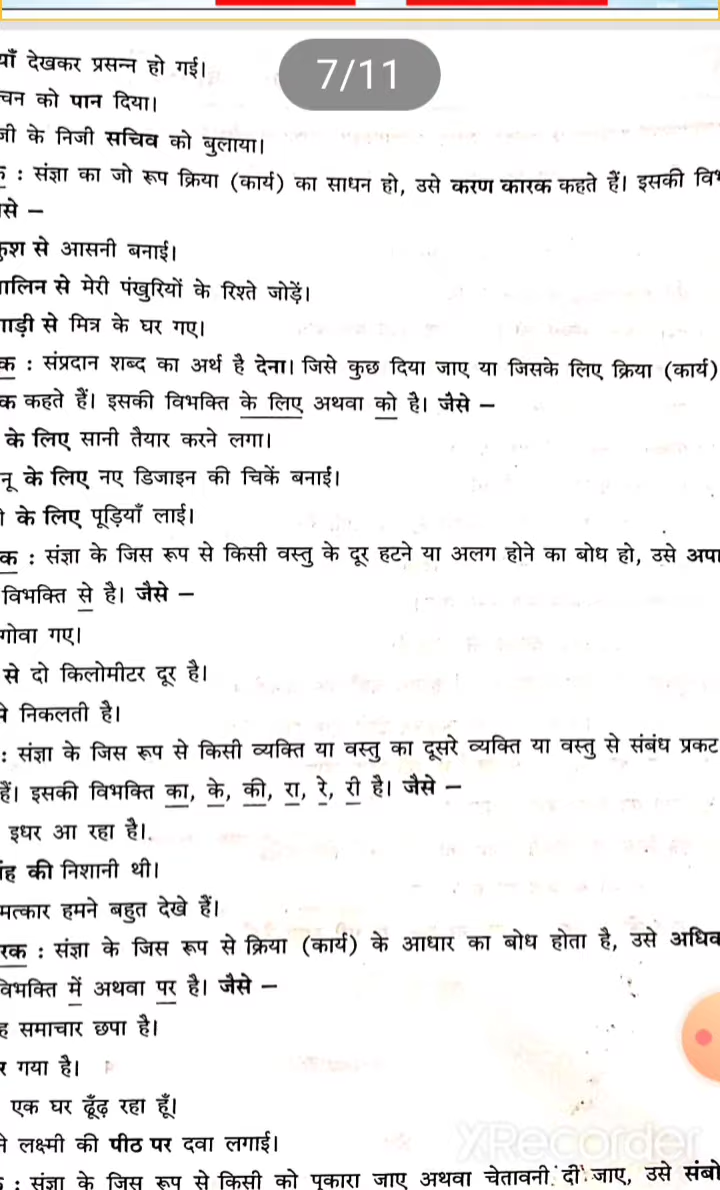 7/11
याँ देखकर प्रसन्न हो गई।
चन को पान दिया।
जी के निजी सचिव को बुलाया।
क : संज्ञा का जो रूप क्रिया (कार्य) का साधन हो, उसे करण कारक कहते हैं। इसकी विभ
से –
कुश से आसनी बनाई।
ालिन से मेरी पंखुरियों के रिश्ते जोड़ें।
गाड़ी से मित्र के घर गए।
क : संप्रदान शब्द का अर्थ है देना। जिसे कुछ दिया जाए या जिसके लिए क्रिया (कार्य)
क कहते हैं। इसकी विभक्ति के लिए अथवा को है। जैसे –
के लिए सानी तैयार करने लगा।
नू के लिए नए डिजाइन की चिकें बनाईं।
के लिए पूड़ियाँ लाई।
क : संज्ञा के जिस रूप से किसी वस्तु के दूर हटने या अलग होने का बोध हो, उसे अपा
विभक्ति से है। जैसे –
गोवा गए।
से दो किलोमीटर दूर है।
से निकलती है।
: संज्ञा के जिस रूप से किसी व्यक्ति या वस्तु का दूसरे व्यक्ति या वस्तु से संबंध प्रकट
हैं। इसकी विभक्ति का, के, की, रा, रे, री है। जैसे –
इधर आ रहा है।
ंह की निशानी थी।
मत्कार हमने बहुत देखे हैं।
रक : संज्ञा के जिस रूप से क्रिया (कार्य) के आधार का बोध होता है, उसे अधिक
विभक्ति में अथवा पर है। जैसे –
ह समाचार छपा है।
र गया है।
एक घर ढूँढ़ रहा हूँ।
ने लक्ष्मी की पीठ पर दवा लगाई।
XRecorder
क : संज्ञा के जिस रूप से किसी को पुकारा जाए अथवा चेतावनी दी जाए, उसे संबो